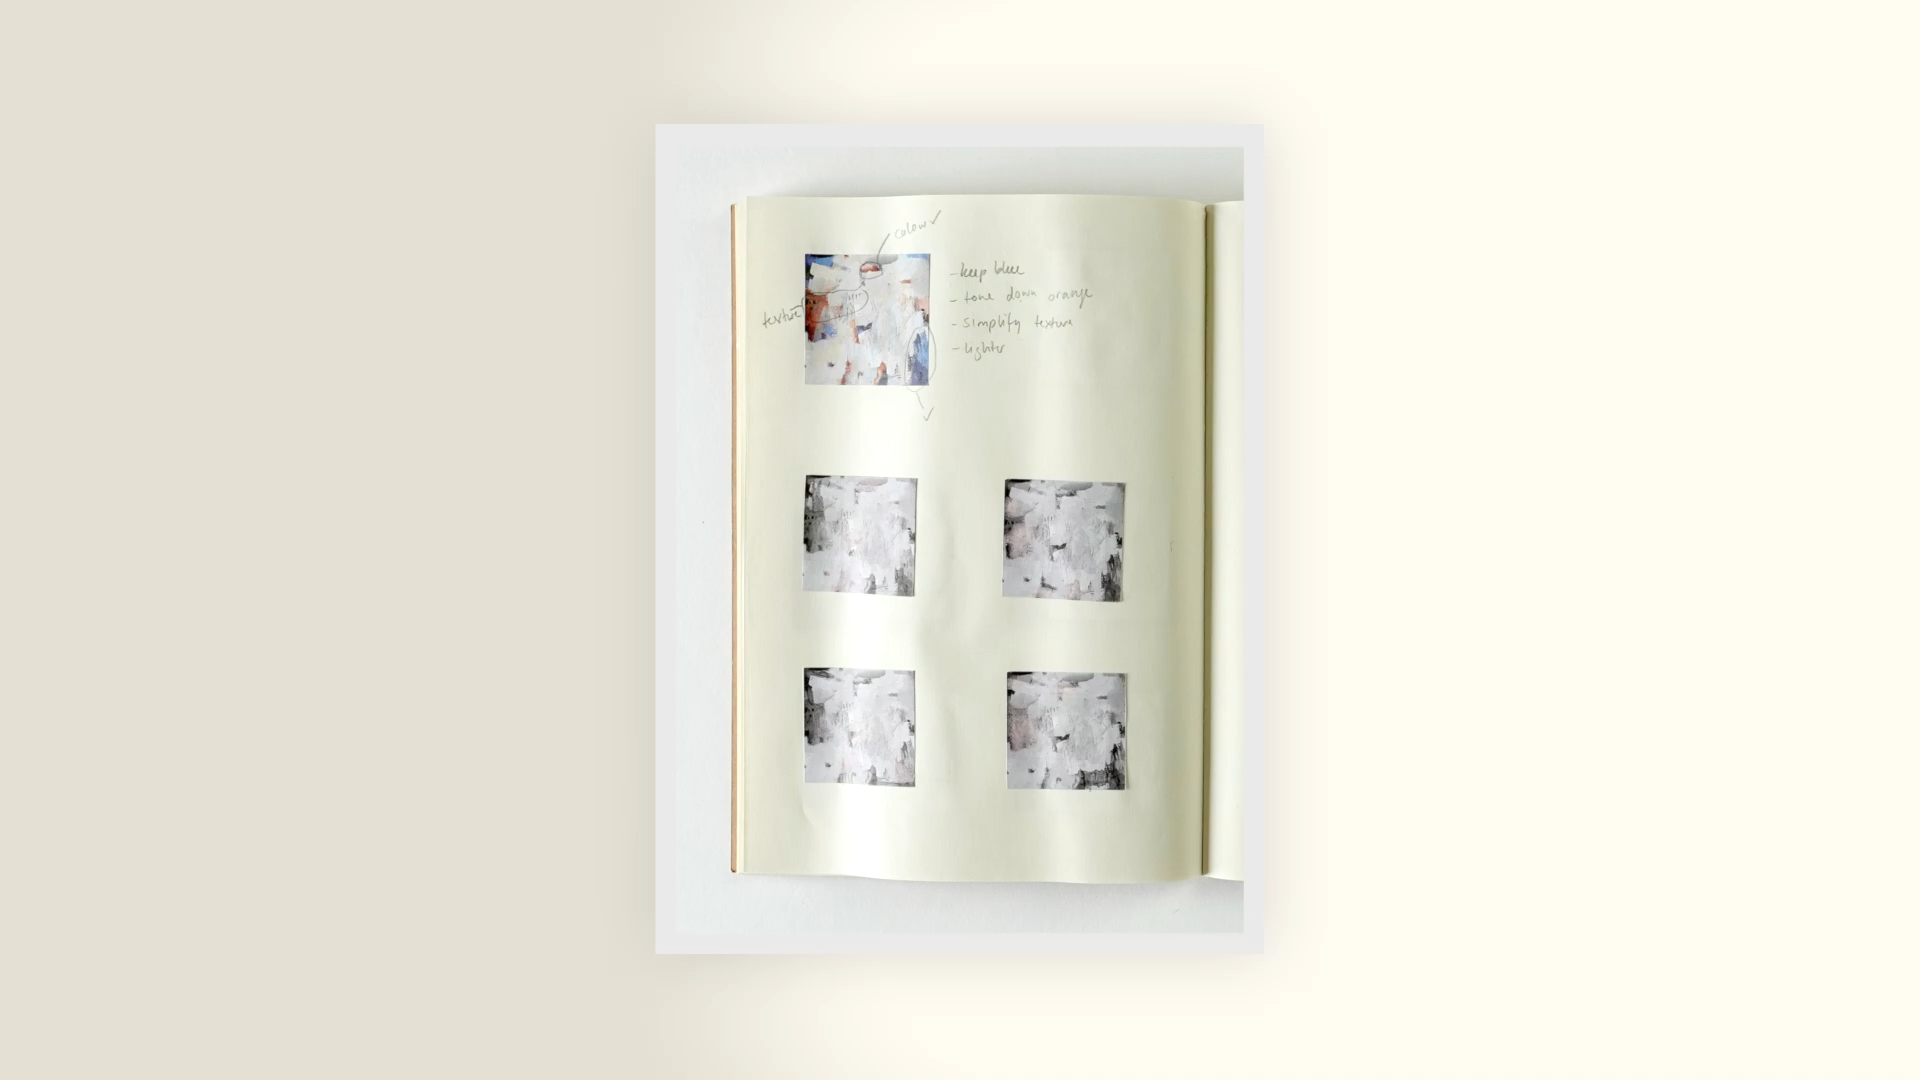 colour ✓
- keep blue
- tone down orange
texture
- simplify texture
- lighter
✓